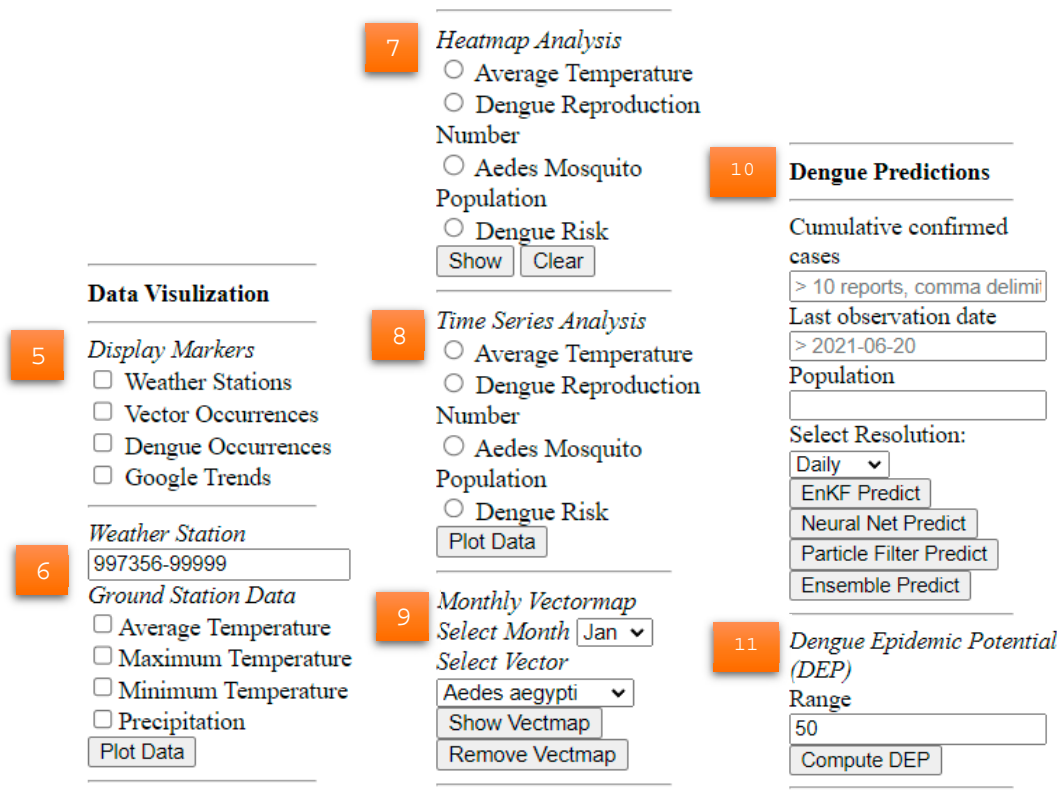 Data Visulization
5
Display Markers
Weather Stations
Vector Occurrences
Dengue Occurrences
Google Trends
6
Weather Station
997356-99999
Ground Station Data
Average Temperature
Maximum Temperature
Minimum Temperature
Precipitation
Plot Data
7
Heatmap Analysis
Average Temperature
Dengue Reproduction
Number
Aedes Mosquito
Population
Dengue Risk
Show Clear
8
Time Series Analysis
Average Temperature
Dengue Reproduction
Number
Aedes Mosquito
Population
Dengue Risk
Plot Data
9
Monthly Vectormap
Select Month Jan
Select Vector
Aedes aegypti
Show Vectmap
Remove Vectmap
10
Dengue Predictions
Cumulative confirmed
cases
> 10 reports, comma delimi
Last observation date
> 2021-06-20
Population
Select Resolution:
Daily
EnKF Predict
Neural Net Predict
Particle Filter Predict
Ensemble Predict
11
Dengue Epidemic Potential
(DEP)
Range
50
Compute DEP